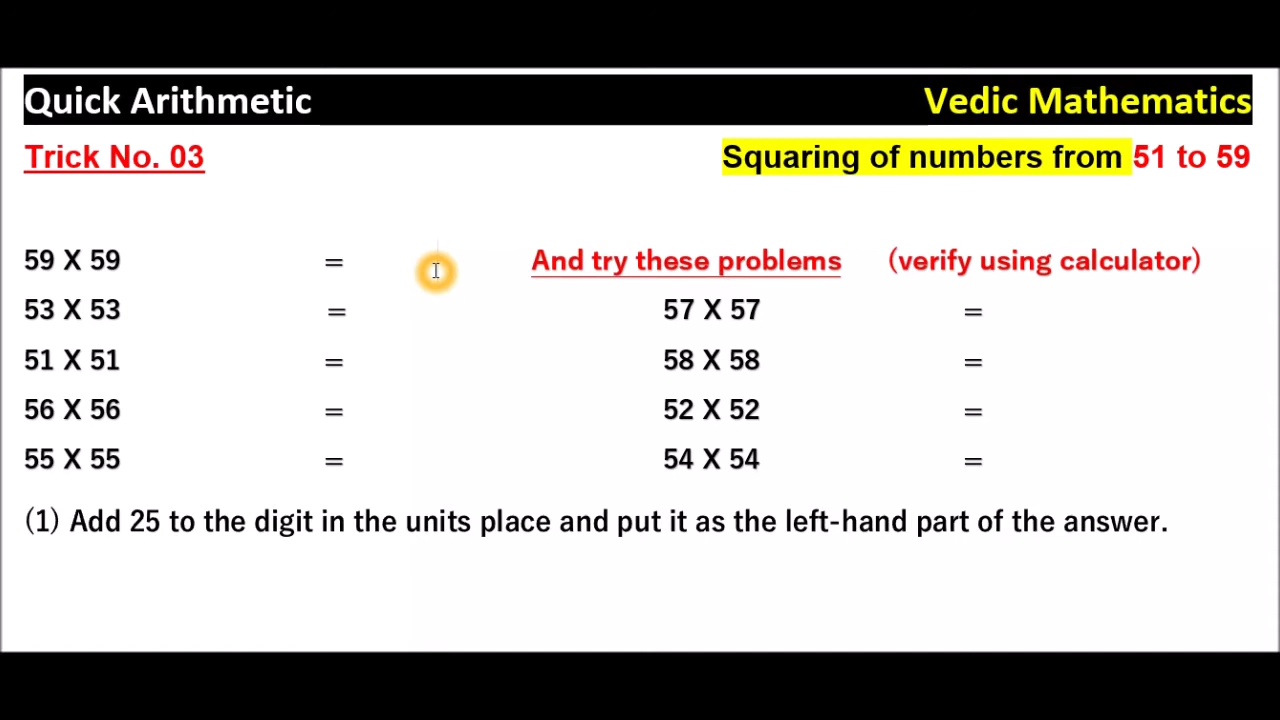 Quick Arithmetic Vedic Mathematics
Trick No. 03 Squaring of numbers from 51 to 59
59 X 59 = And try these problems (verify using calculator)
53 X 53 = 57 X 57 =
51 X 51 = 58 X 58 =
56 X 56 = 52 X 52 =
55 X 55 = 54 X 54 =
(1) Add 25 to the digit in the units place and put it as the left-hand part of the answer.